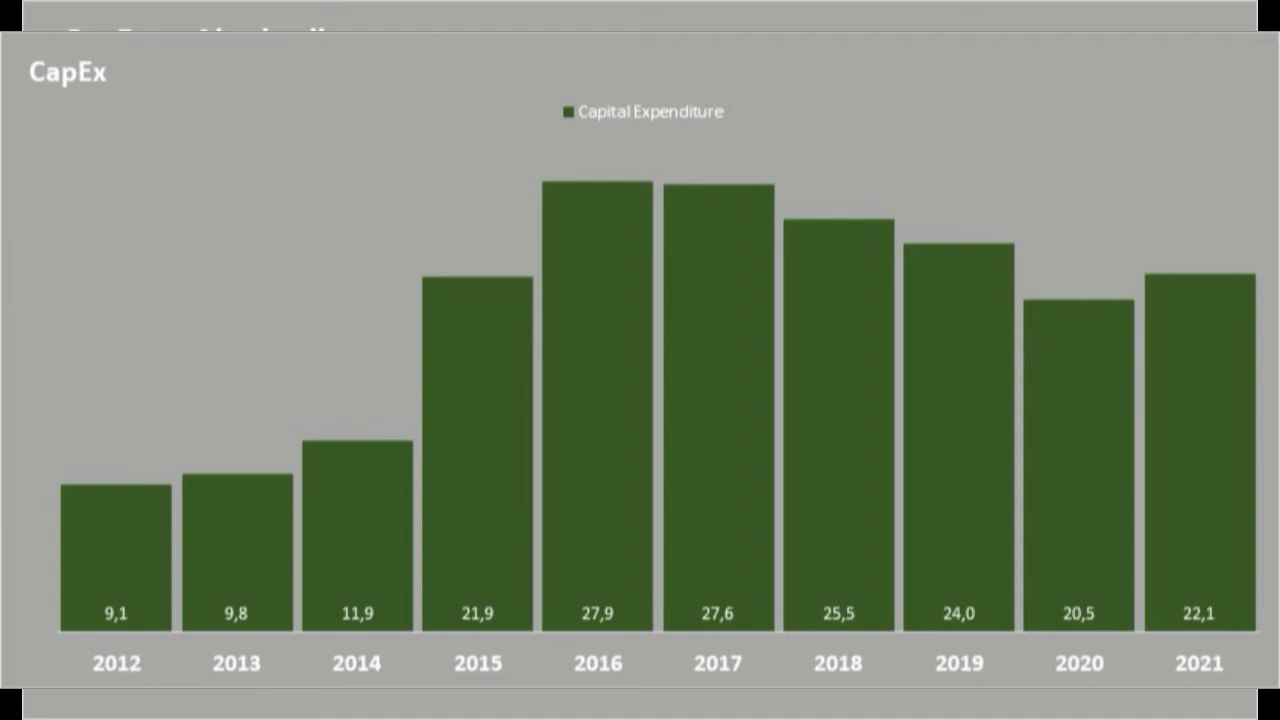 CapEx
Capital Expenditure
9,1 9,8 11,9 21,9 27,9 27,6 25,5 24,0 20,5 22,1
2012 2013 2014 2015 2016 2017 2018 2019 2020 2021